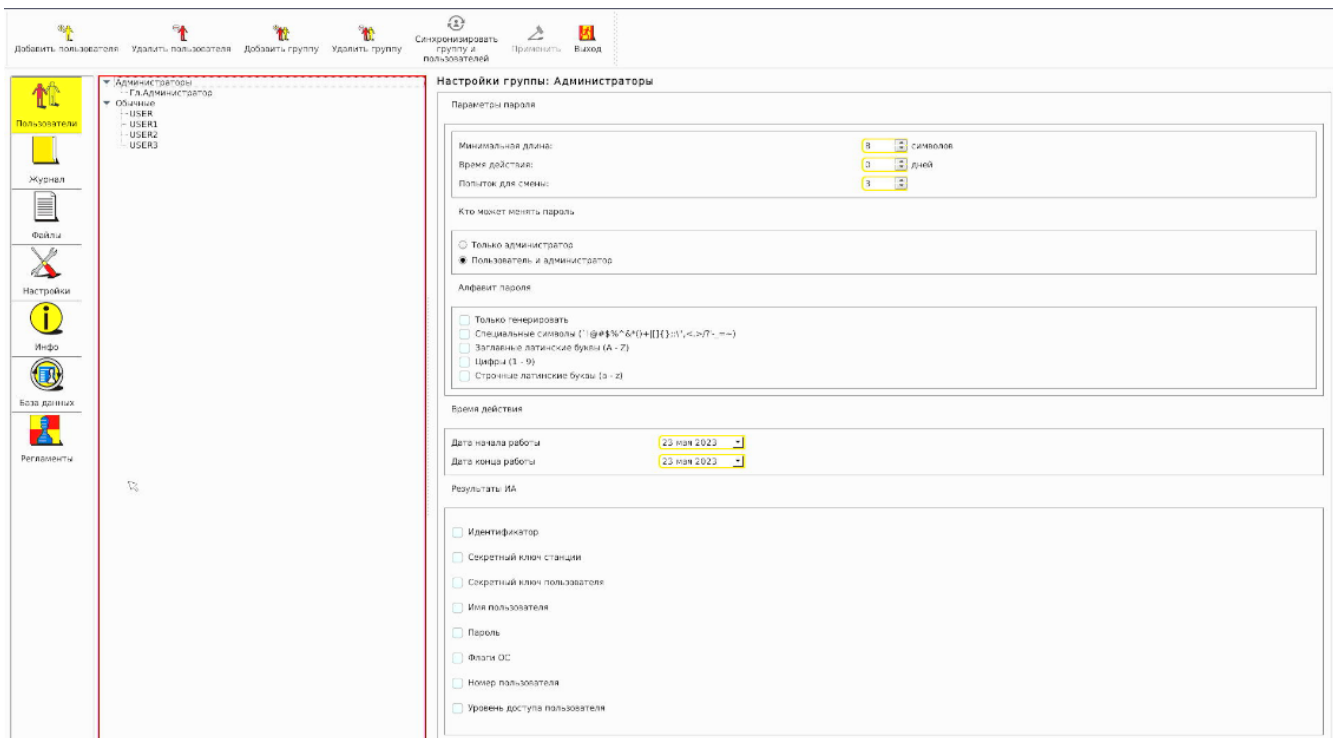 Добавить пользователя
Удалить пользователя
Добавить группу
Удалить группу
Синхронизировать
группу и
пользователей
Применить
Выход
Пользователи
Журнал
Файлы
Настройки
Инфо
База данных
Регламенты
Администраторы
Гл.Администратор
Обычные
USER
USER1
USER2
USER3
Настройки группы: Администраторы
Параметры пароля
Минимальная длина: 8 символов
Время действия: 0 дней
Попыток для смены: 3
Кто может менять пароль
Только администратор
Пользователь и администратор
Алфавит пароля
Только генерировать
Специальные символы (`!@#$%^&*()+|[]{};:\",<.>/?'-_=~)
Заглавные латинские буквы (A - Z)
Цифры (1 - 9)
Строчные латинские буквы (a - z)
Время действия
Дата начала работы 23 мая 2023
Дата конца работы 23 мая 2023
Результаты ИА
Идентификатор
Секретный ключ станции
Секретный ключ пользователя
Имя пользователя
Пароль
Флаги ОС
Номер пользователя
Уровень доступа пользователя